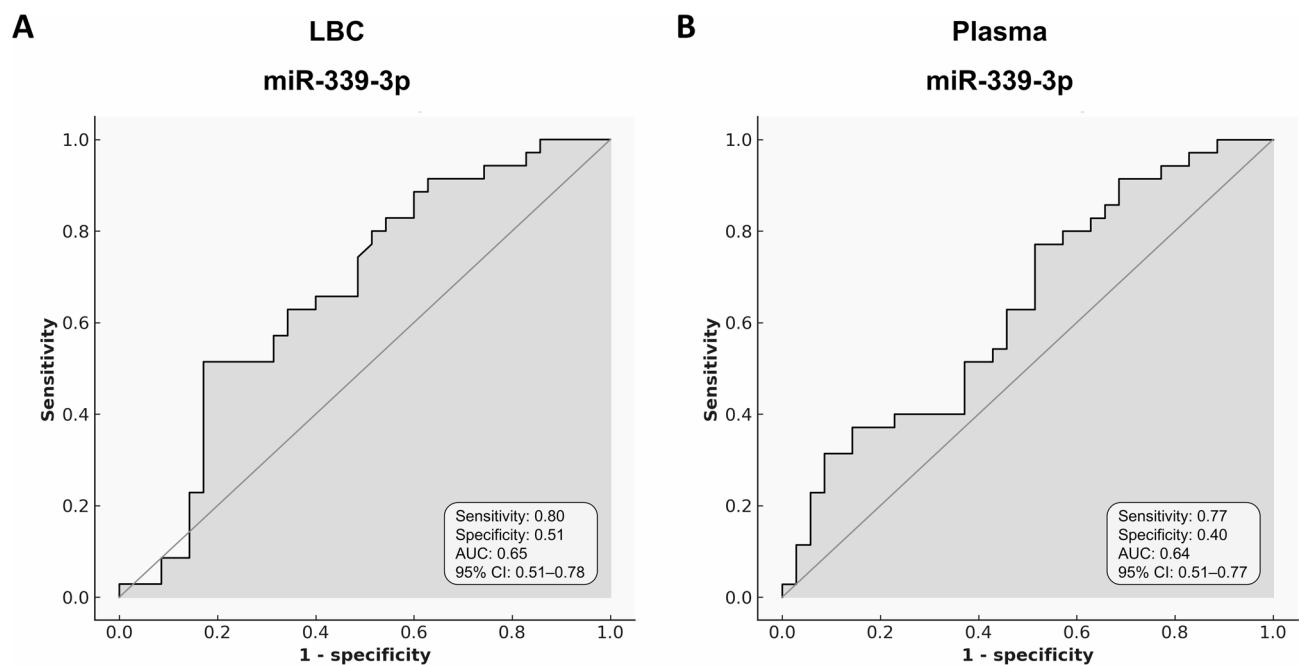 A
LBC
miR-339-3p
1.0
0.8
0.6
0.4
0.2
0.0
Sensitivity
0.0 0.2 0.4 0.6 0.8 1.0
1 - specificity
Sensitivity: 0.80
Specificity: 0.51
AUC: 0.65
95% CI: 0.51–0.78
B
Plasma
miR-339-3p
1.0
0.8
0.6
0.4
0.2
0.0
Sensitivity
0.0 0.2 0.4 0.6 0.8 1.0
1 - specificity
Sensitivity: 0.77
Specificity: 0.40
AUC: 0.64
95% CI: 0.51–0.77